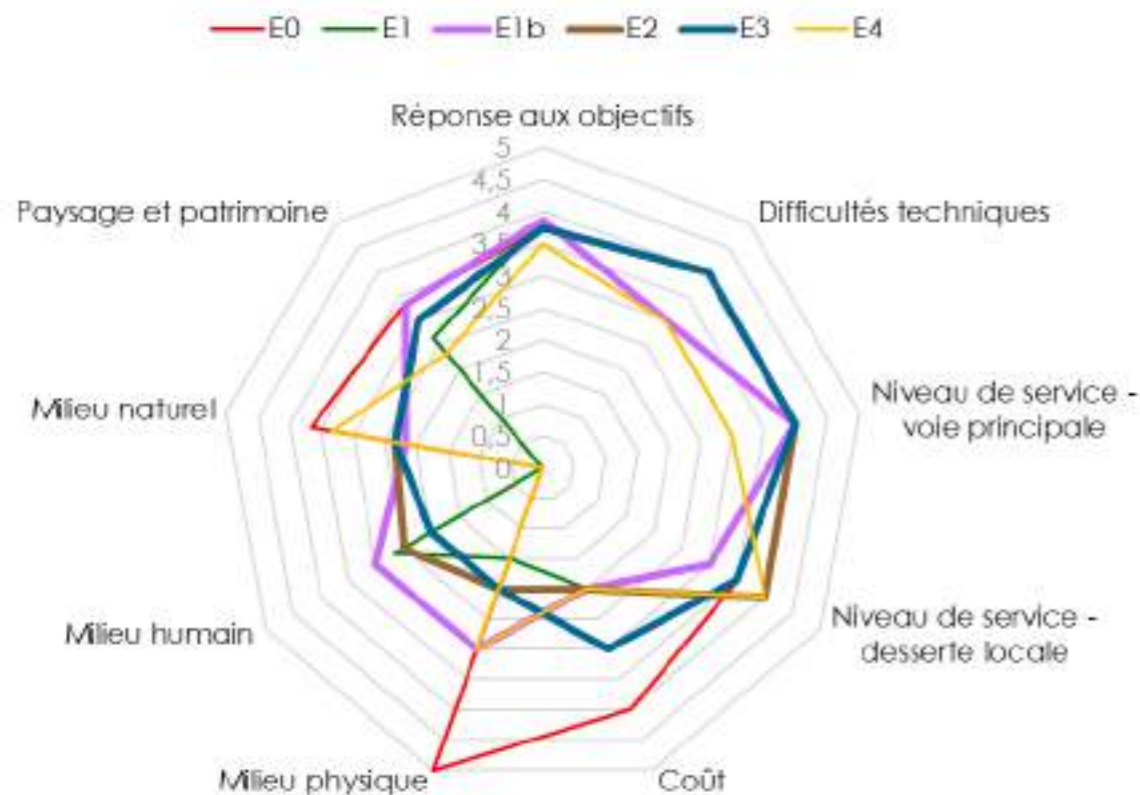 E0 E1 E1b E2 E3 E4
Réponse aux objectifs
5
4,5
4
3,5
3
2,5
2
1,5
1
0,5
0
Difficultés techniques
Niveau de service -
voie principale
Niveau de service -
desserte locale
Coût
Milieu physique
Milieu humain
Milieu naturel
Paysage et patrimoine